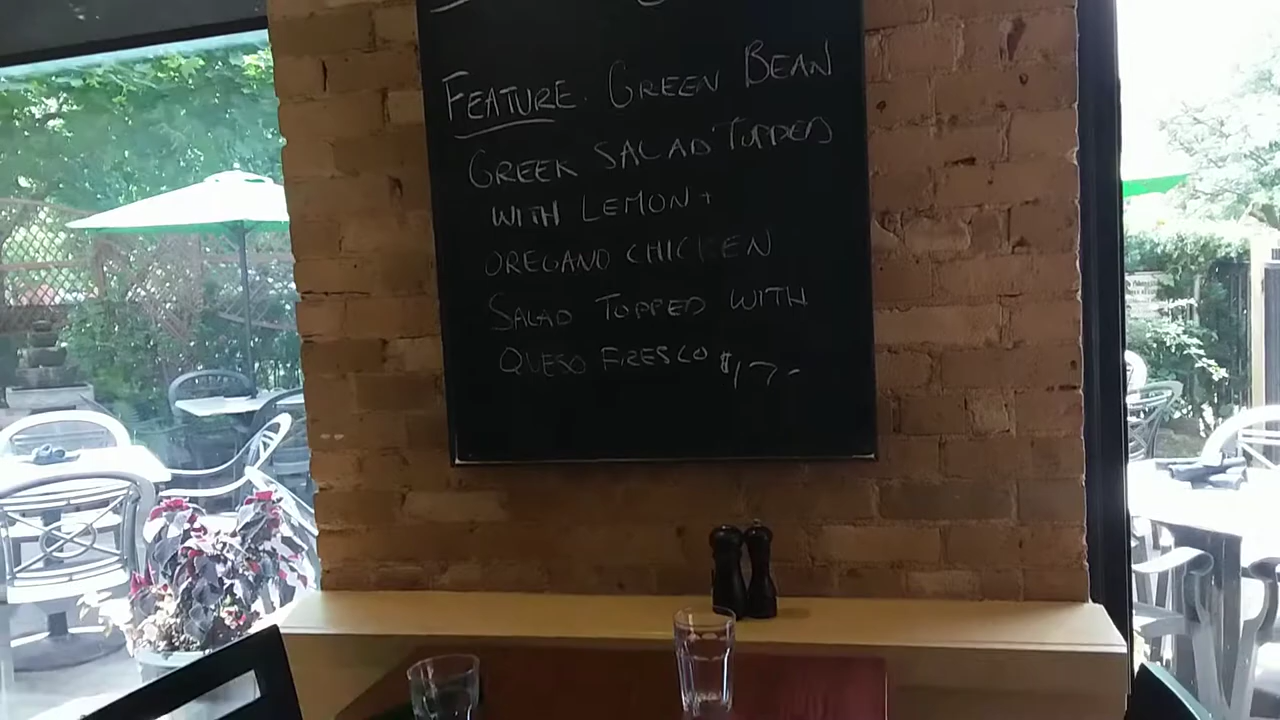 FEATURE. GREEN BEAN
GREEK SALAD TOPPED
WITH LEMON +
OREGANO CHICKEN
SALAD TOPPED WITH
QUESO FRESCO $17-